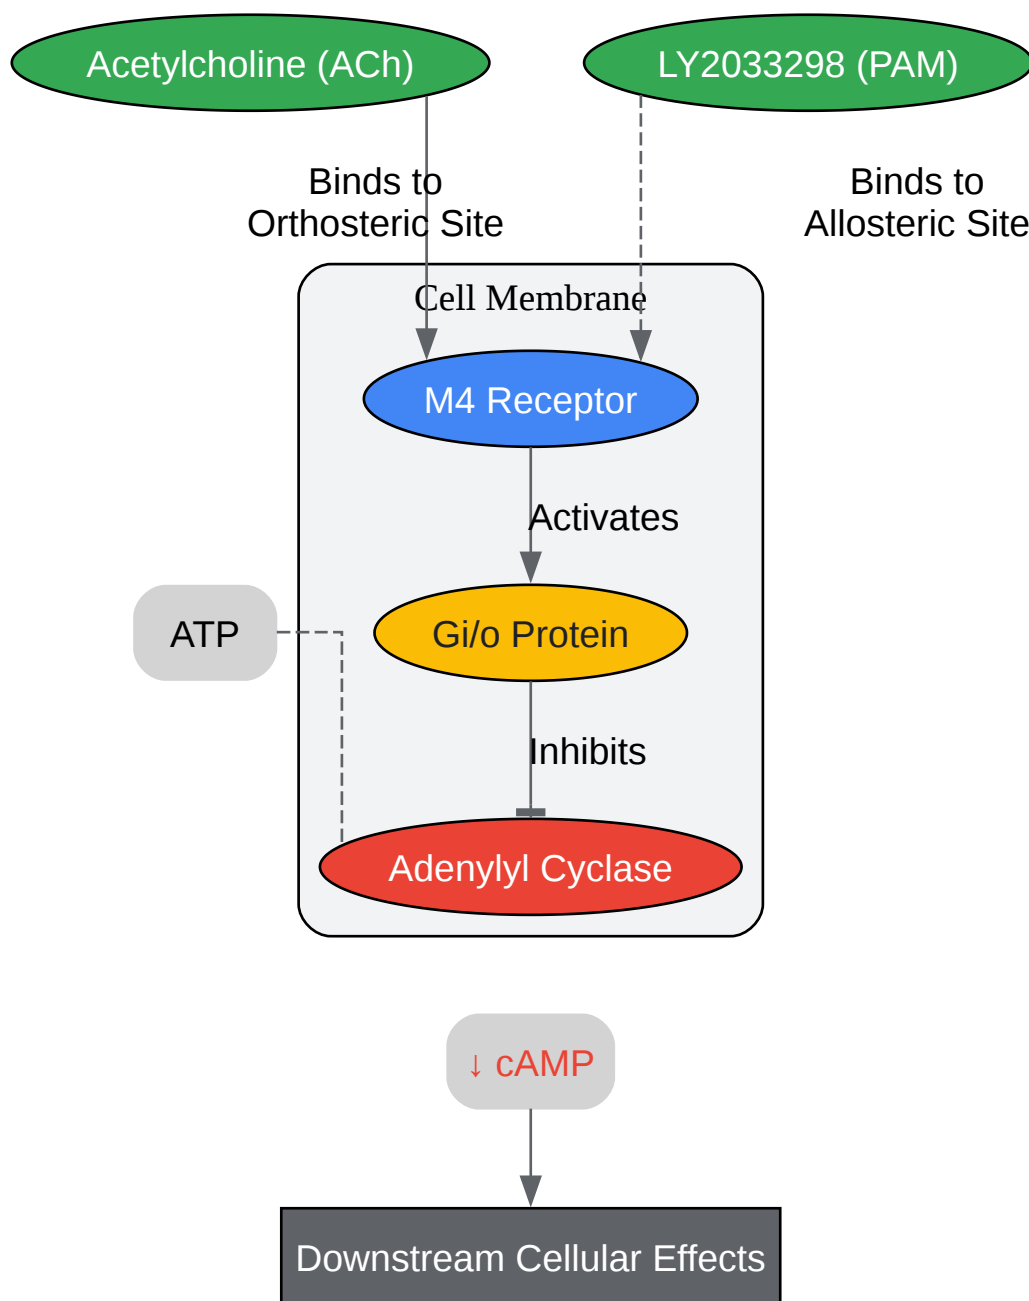 Acetylcholine (ACh)
LY2033298 (PAM)
Binds to
Orthosteric Site
Binds to
Allosteric Site
Cell Membrane
M4 Receptor
Activates
ATP
Gi/o Protein
Inhibits
Adenylyl Cyclase
↓ cAMP
Downstream Cellular Effects